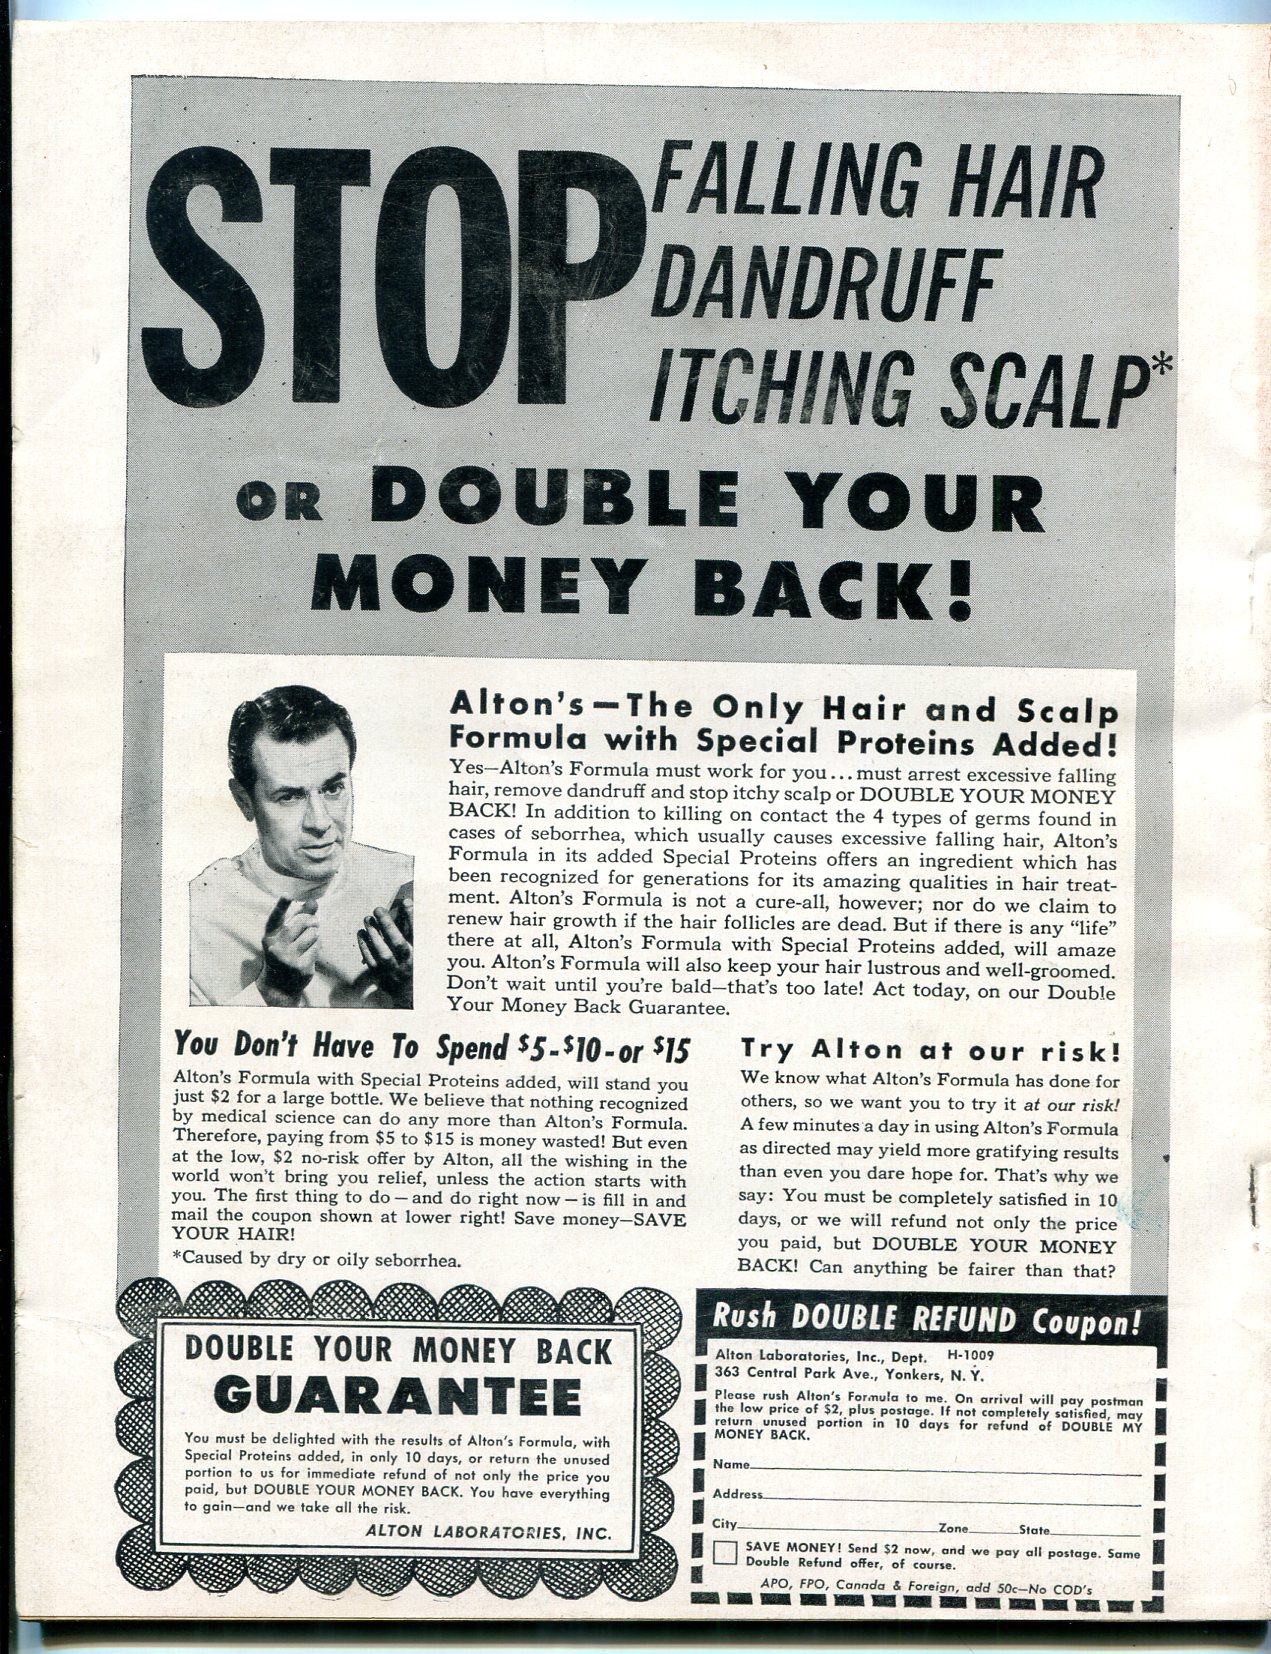 STOP
FALLING HAIR
DANDRUFF
ITCHING SCALP*
OR DOUBLE YOUR
MONEY BACK!
Alton's—The Only Hair and Scalp
Formula with Special Proteins Added!
Yes—Alton's Formula must work for you...must arrest excessive falling
hair, remove dandruff and stop itchy scalp or DOUBLE YOUR MONEY
BACK! In addition to killing on contact the 4 types of germs found in
cases of seborrhea, which usually causes excessive falling hair, Alton's
Formula in its added Special Proteins offers an ingredient which has
been recognized for generations for its amazing qualities in hair treat-
ment. Alton's Formula is not a cure-all, however; nor do we claim to
renew hair growth if the hair follicles are dead. But if there is any "life"
there at all, Alton's Formula with Special Proteins added, will amaze
you. Alton's Formula will also keep your hair lustrous and well-groomed.
Don't wait until you're bald—that's too late! Act today, on our Double
Your Money Back Guarantee.
You Don't Have To Spend $5-$10-or $15
Alton's Formula with Special Proteins added, will stand you
just $2 for a large bottle. We believe that nothing recognized
by medical science can do any more than Alton's Formula.
Therefore, paying from $5 to $15 is money wasted! But even
at the low, $2 no-risk offer by Alton, all the wishing in the
world won't bring you relief, unless the action starts with
you. The first thing to do—and do right now—is fill in and
mail the coupon shown at lower right! Save money—SAVE
YOUR HAIR!
*Caused by dry or oily seborrhea.
Try Alton at our risk!
We know what Alton's Formula has done for
others, so we want you to try it at our risk!
A few minutes a day in using Alton's Formula
as directed may yield more gratifying results
than even you dare hope for. That's why we
say: You must be completely satisfied in 10
days, or we will refund not only the price
you paid, but DOUBLE YOUR MONEY
BACK! Can anything be fairer than that?
DOUBLE YOUR MONEY BACK
GUARANTEE
You must be delighted with the results of Alton's Formula, with
Special Proteins added, in only 10 days, or return the unused
portion to us for immediate refund of not only the price you
paid, but DOUBLE YOUR MONEY BACK. You have everything
to gain—and we take all the risk.
ALTON LABORATORIES, INC.
Rush DOUBLE REFUND Coupon!
Alton Laboratories, Inc., Dept. H-1009
363 Central Park Ave., Yonkers, N. Y.
Please rush Alton's Formula to me. On arrival will pay postman
the low price of $2, plus postage. If not completely satisfied, may
return unused portion in 10 days for refund of DOUBLE MY
MONEY BACK.
Name
Address
City Zone State
SAVE MONEY! Send $2 now, and we pay all postage. Same
Double Refund offer, of course.
APO, FPO, Canada & Foreign, add 50c—No COD's